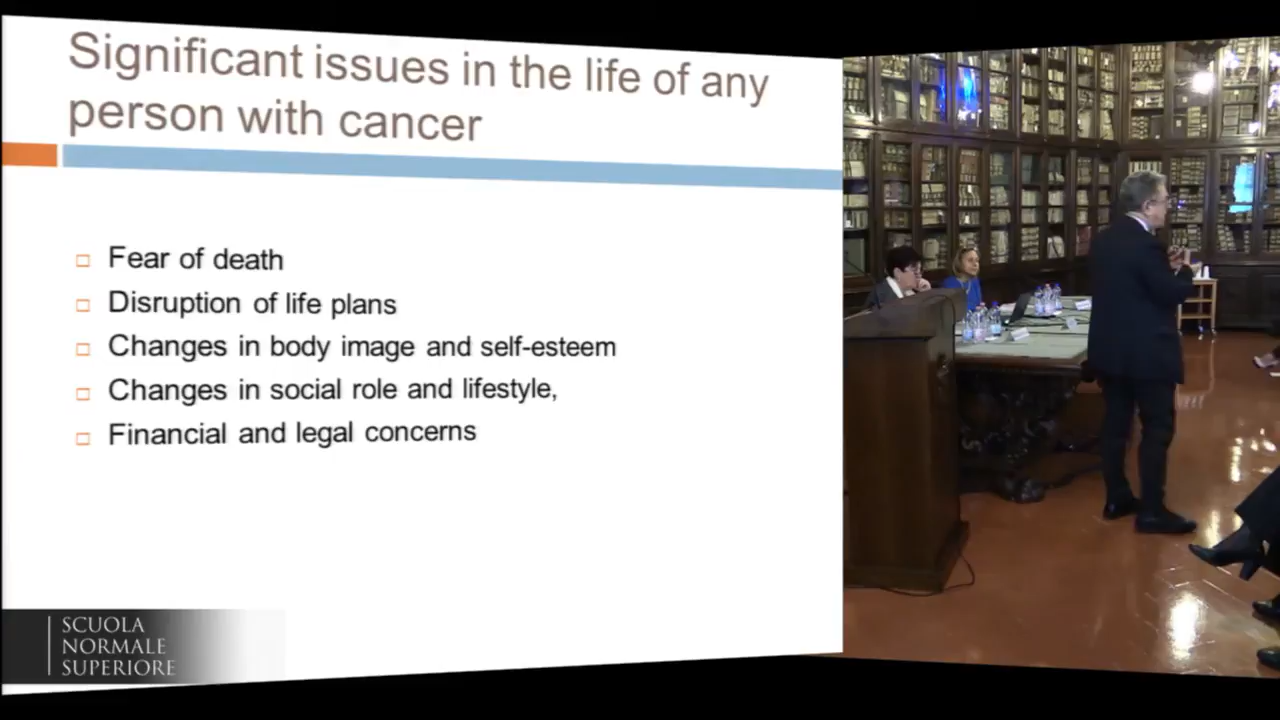 Significant issues in the life of any
person with cancer
Fear of death
Disruption of life plans
Changes in body image and self-esteem
Changes in social role and lifestyle,
Financial and legal concerns
SCUOLA
NORMALE
SUPERIORE